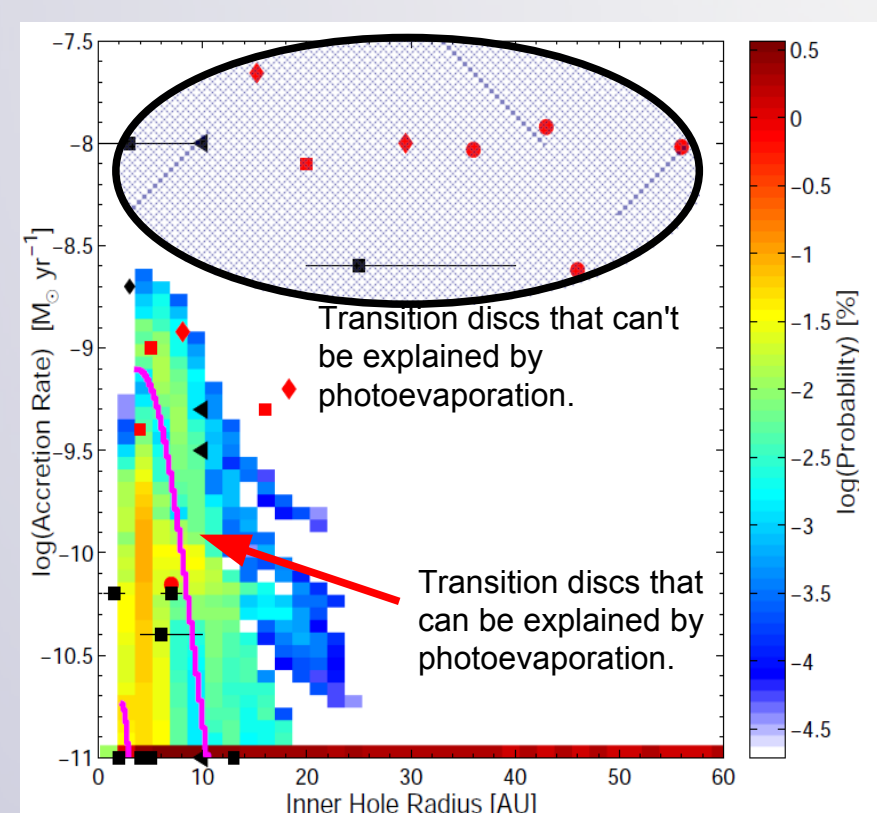 −7.5
−8
−8.5
−9
−9.5
−10
−10.5
−11
log(Accretion Rate) [M☉ yr⁻¹]
Transition discs that can't
be explained by
photoevaporation.
Transition discs that
can be explained by
photoevaporation.
0
10
20
30
40
50
60
Inner Hole Radius [AU]
0.5
0
−0.5
−1
−1.5
−2
−2.5
−3
−3.5
−4
−4.5
log(Probability) [%]